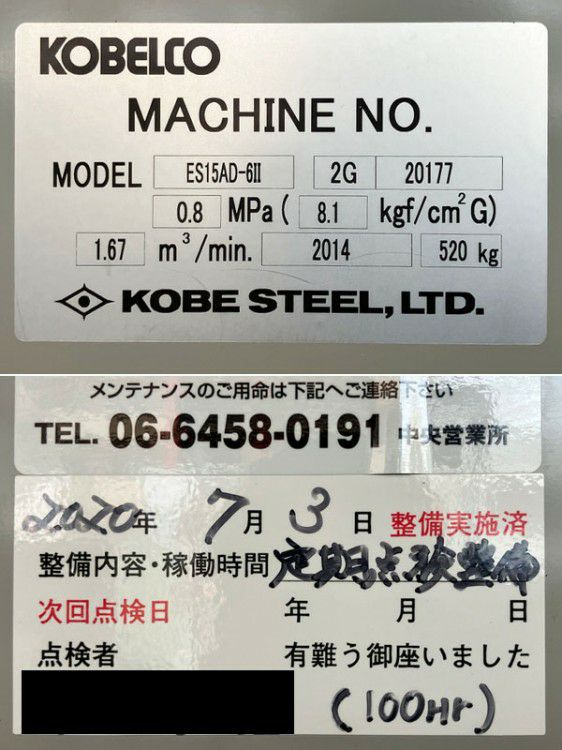 KOBELCO
MACHINE NO.
MODEL ES15AD-6Ⅱ 2G 20177
0.8 MPa ( 8.1 kgf/cm²G)
1.67 m³/min. 2014 520 kg
KOBE STEEL, LTD.
メンテナンスのご用命は下記へご連絡下さい
TEL. 06-6458-0191 中央営業所
2020年 7月 3日 整備実施済
整備内容・稼働時間 定期点検整備
次回点検日 年 月 日
点検者 有難う御座いました
(100Hr)